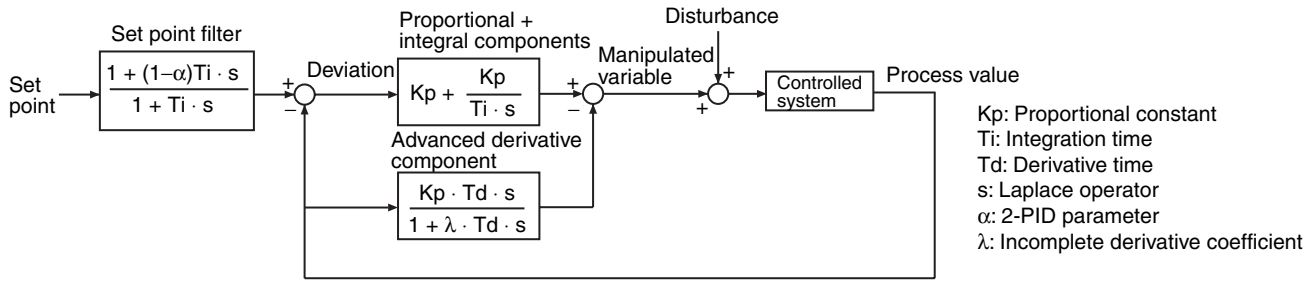 Disturbance
Proportional +
integral components
Set point filter
Manipulated
variable
Deviation
Set
point
1 + (1–α)Ti · s
1 + Ti · s
+
−
Kp + Kp
Ti · s
+
−
+
+
Controlled
system
Process value
Advanced derivative
component
Kp · Td · s
1 + λ · Td · s
Kp: Proportional constant
Ti: Integration time
Td: Derivative time
s: Laplace operator
α: 2-PID parameter
λ: Incomplete derivative coefficient